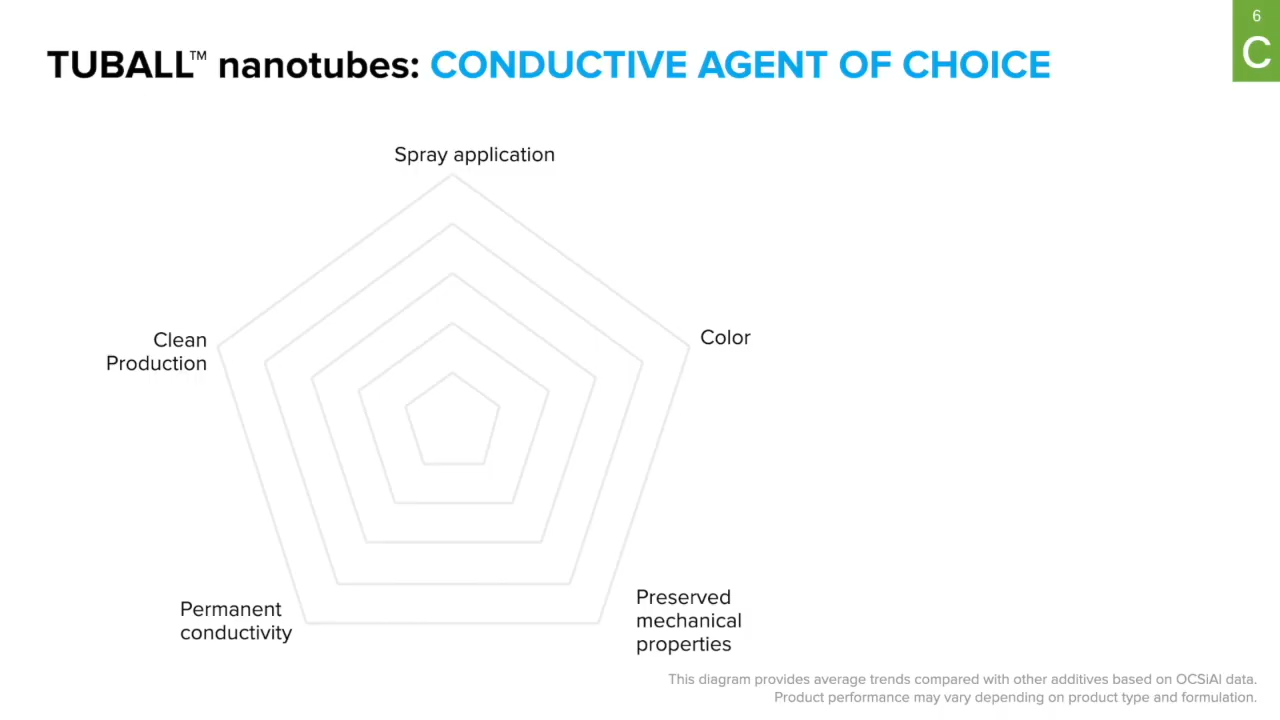 6
C
TUBALL™ nanotubes: CONDUCTIVE AGENT OF CHOICE
Spray application
Clean
Production
Color
Permanent
conductivity
Preserved
mechanical
properties
This diagram provides average trends compared with other additives based on OCSiAl data.
Product performance may vary depending on product type and formulation.